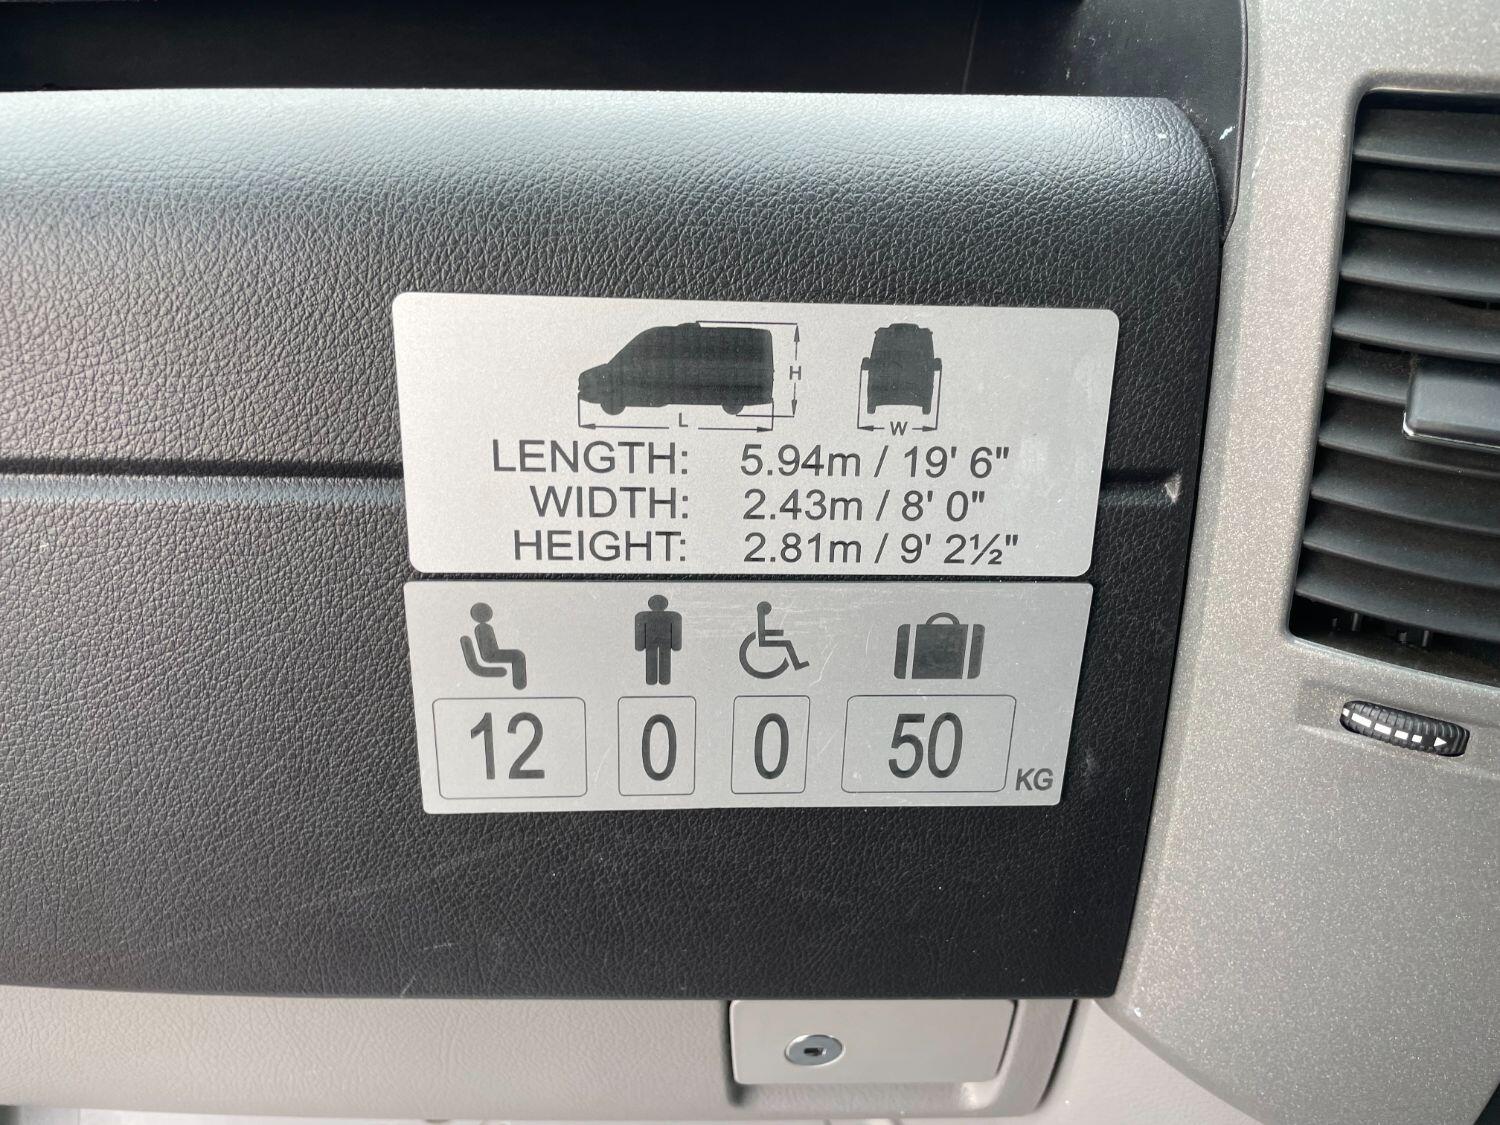 H
L
W
LENGTH: 5.94m / 19' 6"
WIDTH: 2.43m / 8' 0"
HEIGHT: 2.81m / 9' 2½"
12 0 0 50 KG